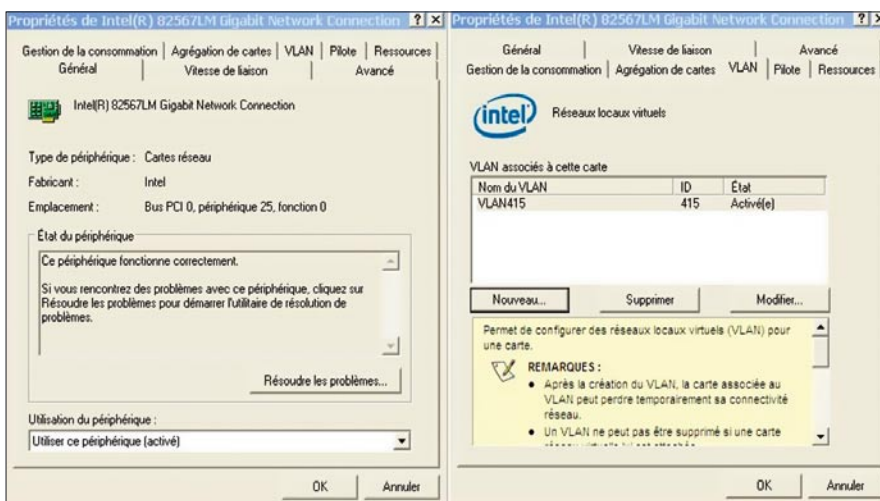 Propriétés de Intel(R) 82567LM Gigabit Network Connection
Gestion de la consommation Agrégation de cartes VLAN Pilote Ressources
Général Vitesse de liaison Avancé
Intel(R) 82567LM Gigabit Network Connection
Type de périphérique : Cartes réseau
Fabricant : Intel
Emplacement : Bus PCI 0, périphérique 25, fonction 0
État du périphérique
Ce périphérique fonctionne correctement.
Si vous rencontrez des problèmes avec ce périphérique, cliquez sur
Résoudre les problèmes pour démarrer l'utilitaire de résolution de
problèmes.
Résoudre les problèmes...
Utilisation du périphérique :
Utiliser ce périphérique (activé)
OK Annuler
Propriétés de Intel(R) 82567LM Gigabit Network Connection
Général Vitesse de liaison Avancé
Gestion de la consommation Agrégation de cartes VLAN Pilote Ressources
intel Réseaux locaux virtuels
VLAN associés à cette carte
Nom du VLAN ID État
VLAN415 415 Activé(e)
Nouveau... Supprimer Modifier...
Permet de configurer des réseaux locaux virtuels (VLAN) pour
une carte.
REMARQUES :
• Après la création du VLAN, la carte associée au
VLAN peut perdre temporairement sa connectivité
réseau.
• Un VLAN ne peut pas être supprimé si une carte
OK Annuler